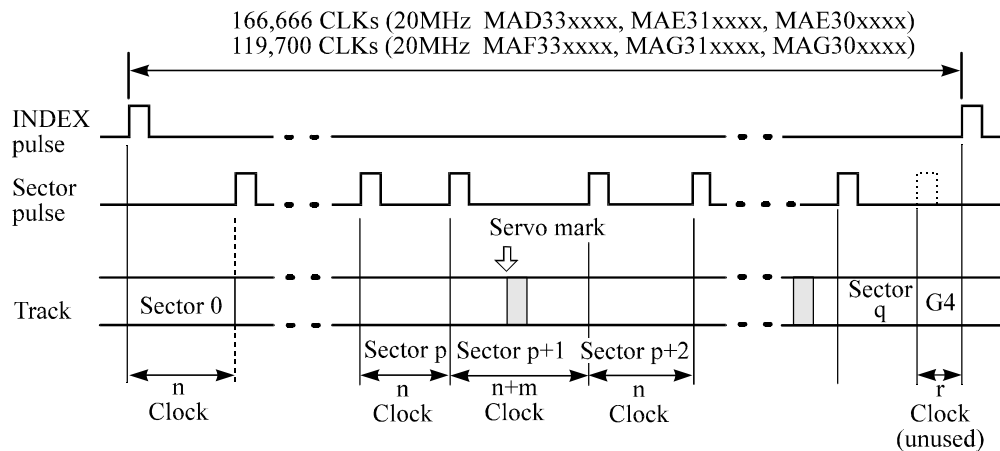 166,666 CLKs (20MHz MAD33xxxx, MAE31xxxx, MAE30xxxx)
119,700 CLKs (20MHz MAF33xxxx, MAG31xxxx, MAG30xxxx)
INDEX
pulse
Sector
pulse
Servo mark
Track
Sector 0
Sector
q
G4
Sector p
Sector p+1
Sector p+2
n
Clock
n
Clock
n+m
Clock
n
Clock
r
Clock
(unused)